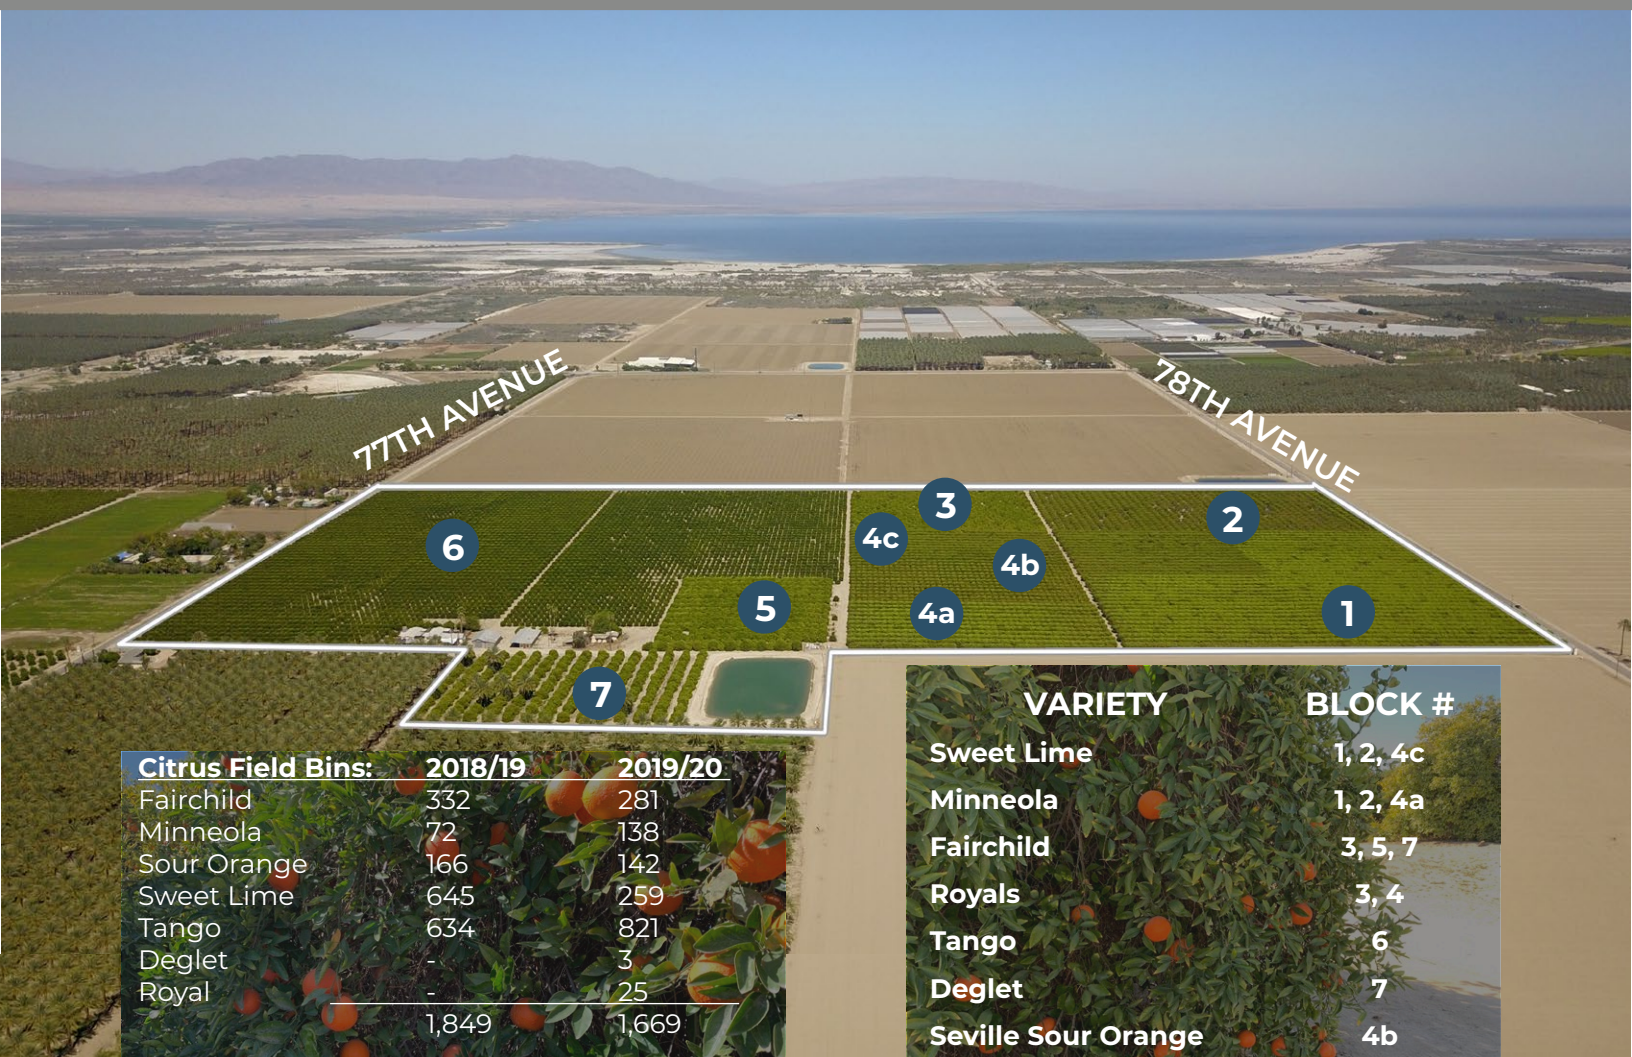 77TH AVENUE
78TH AVENUE
3
2
6
4c
4b
5
4a
1
7
Citrus Field Bins: 2018/19 2019/20
Fairchild 332 281
Minneola 72 138
Sour Orange 166 142
Sweet Lime 645 259
Tango 634 821
Deglet - 3
Royal - 25
1,849 1,669
VARIETY BLOCK #
Sweet Lime 1, 2, 4c
Minneola 1, 2, 4a
Fairchild 3, 5, 7
Royals 3, 4
Tango 6
Deglet 7
Seville Sour Orange 4b